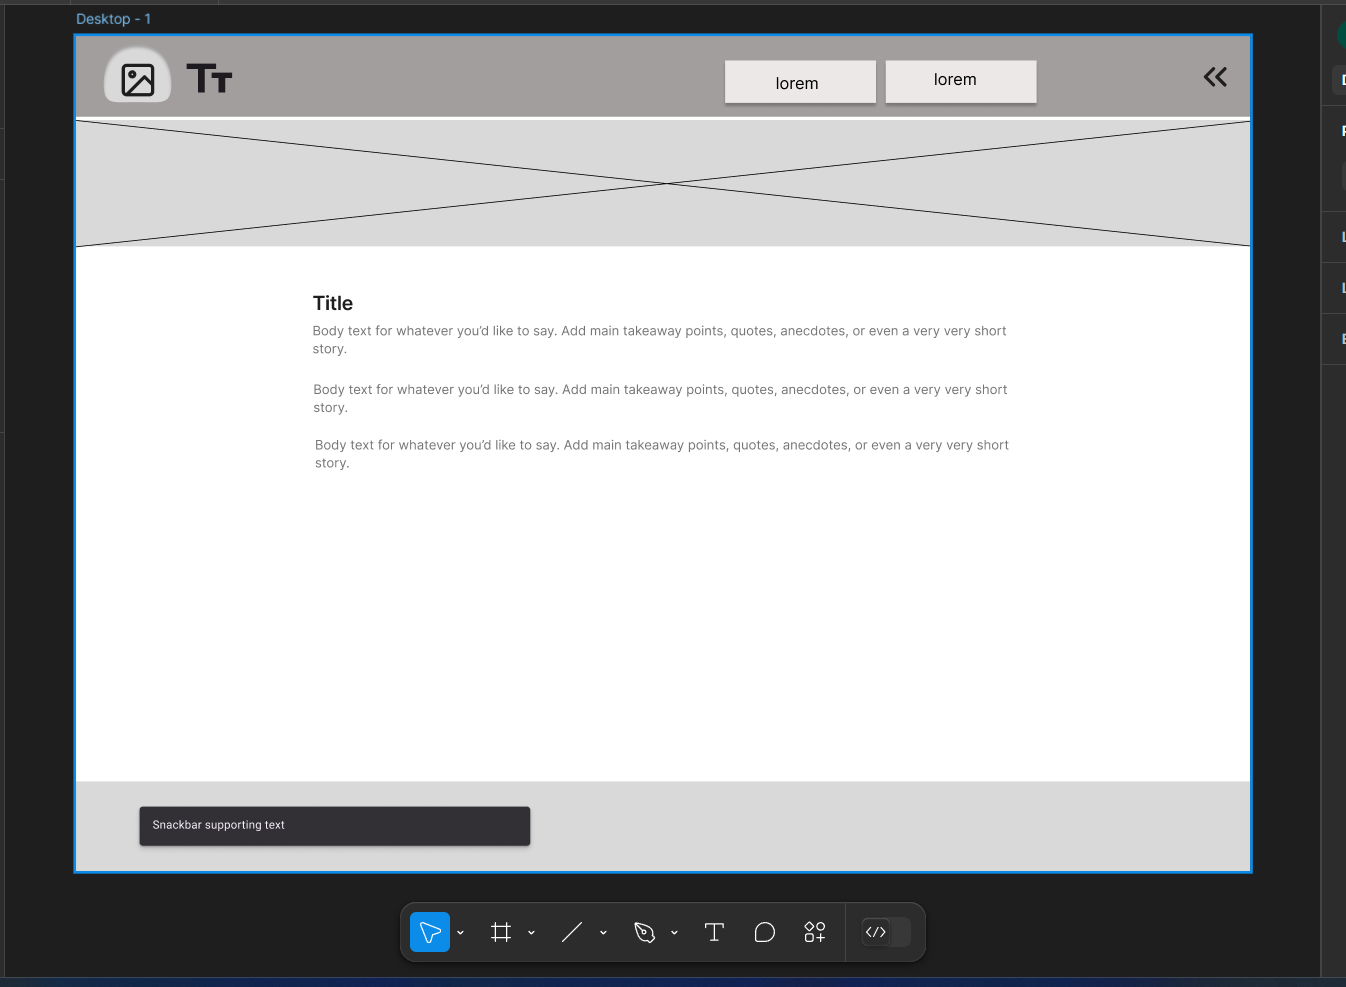 Desktop - 1
Tt
lorem
lorem
Title
Body text for whatever you'd like to say. Add main takeaway points, quotes, anecdotes, or even a very very short
story.
Body text for whatever you'd like to say. Add main takeaway points, quotes, anecdotes, or even a very very short
story.
Body text for whatever you'd like to say. Add main takeaway points, quotes, anecdotes, or even a very very short
story.
Snackbar supporting text